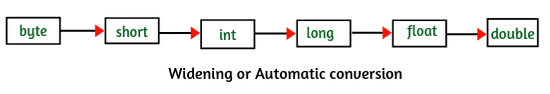 byte short int long float double
Widening or Automatic conversion